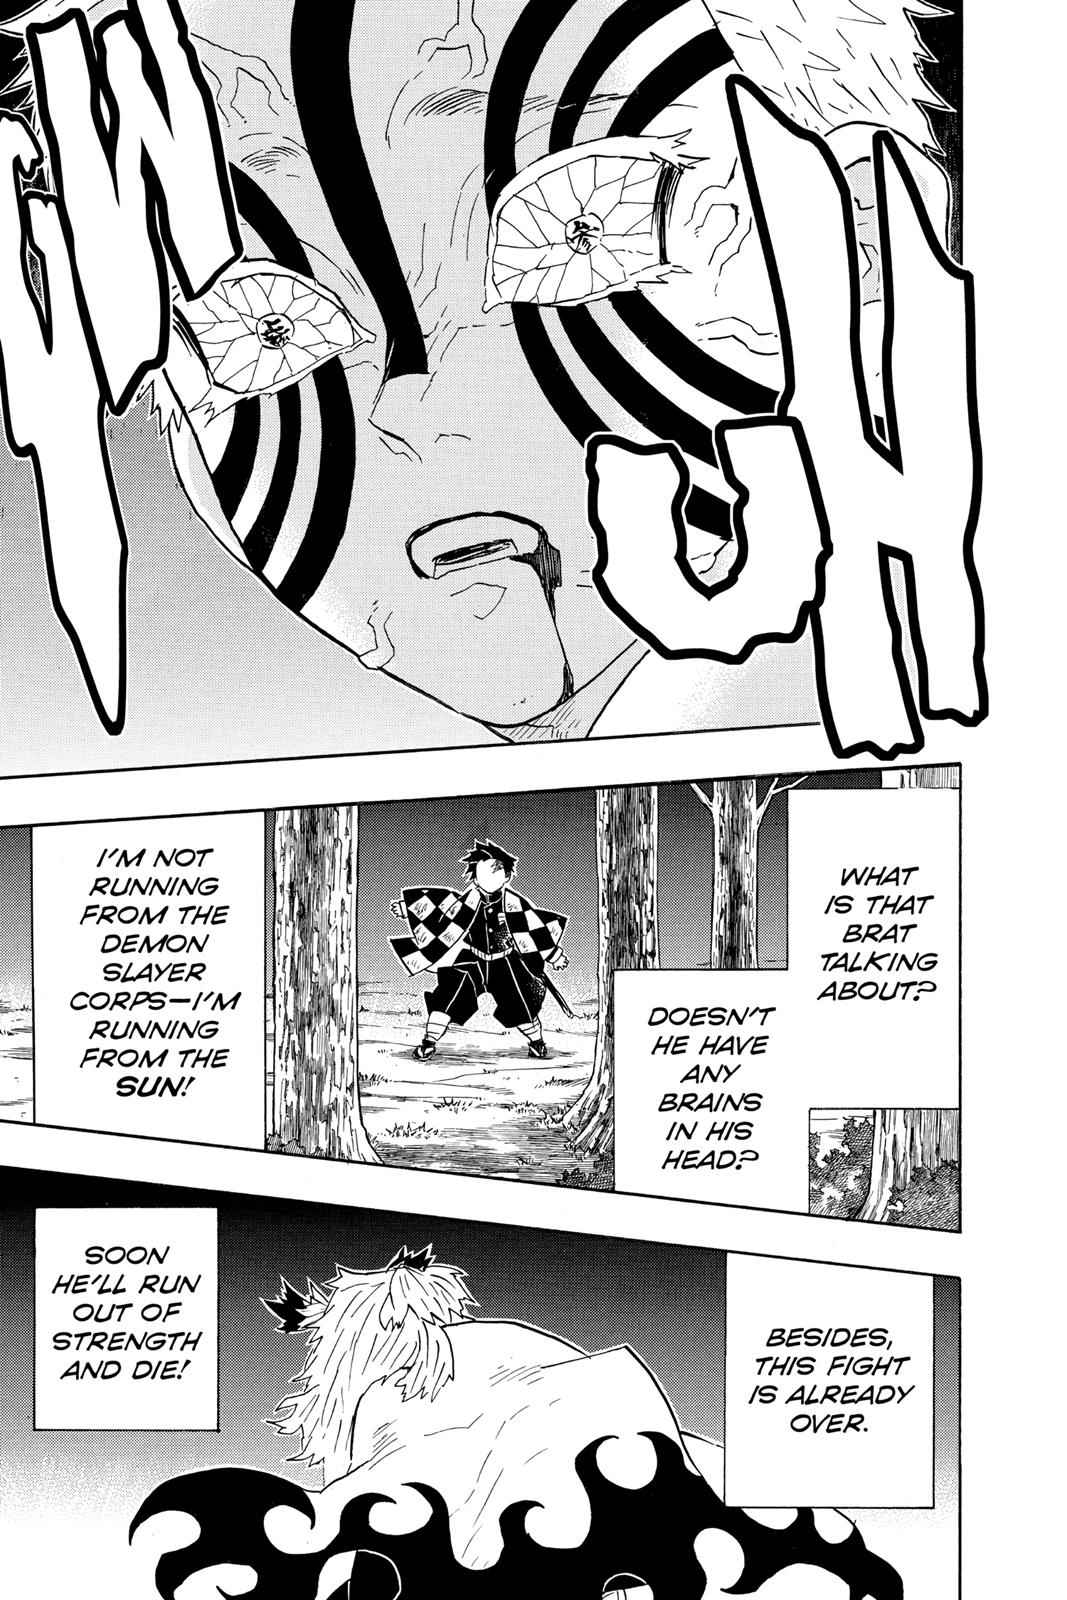 WHAT
IS THAT
BRAT
TALKING
ABOUT?
DOESN'T
HE HAVE
ANY
BRAINS
IN HIS
HEAD?
I'M NOT
RUNNING
FROM THE
DEMON
SLAYER
CORPS—I'M
RUNNING
FROM THE
SUN!
BESIDES,
THIS FIGHT
IS ALREADY
OVER.
SOON
HE'LL RUN
OUT OF
STRENGTH
AND DIE!